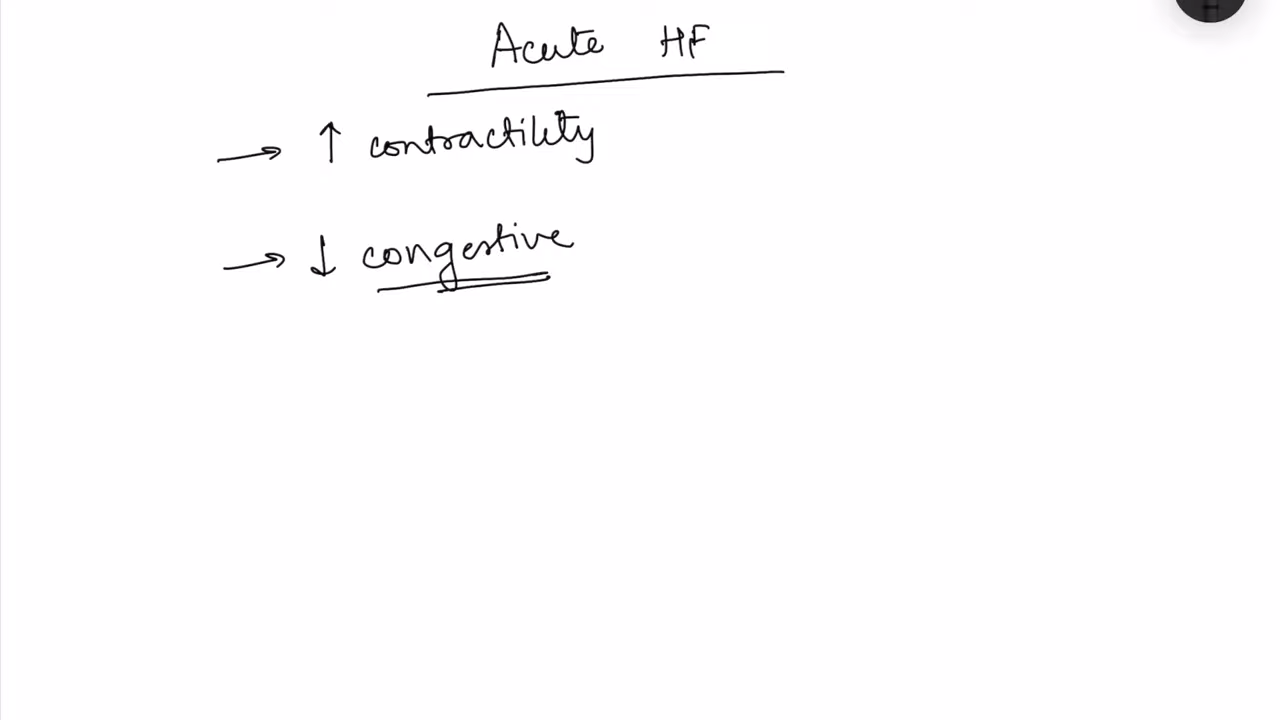 Acute HF
→ ↑ contractility
→ ↓ congestive